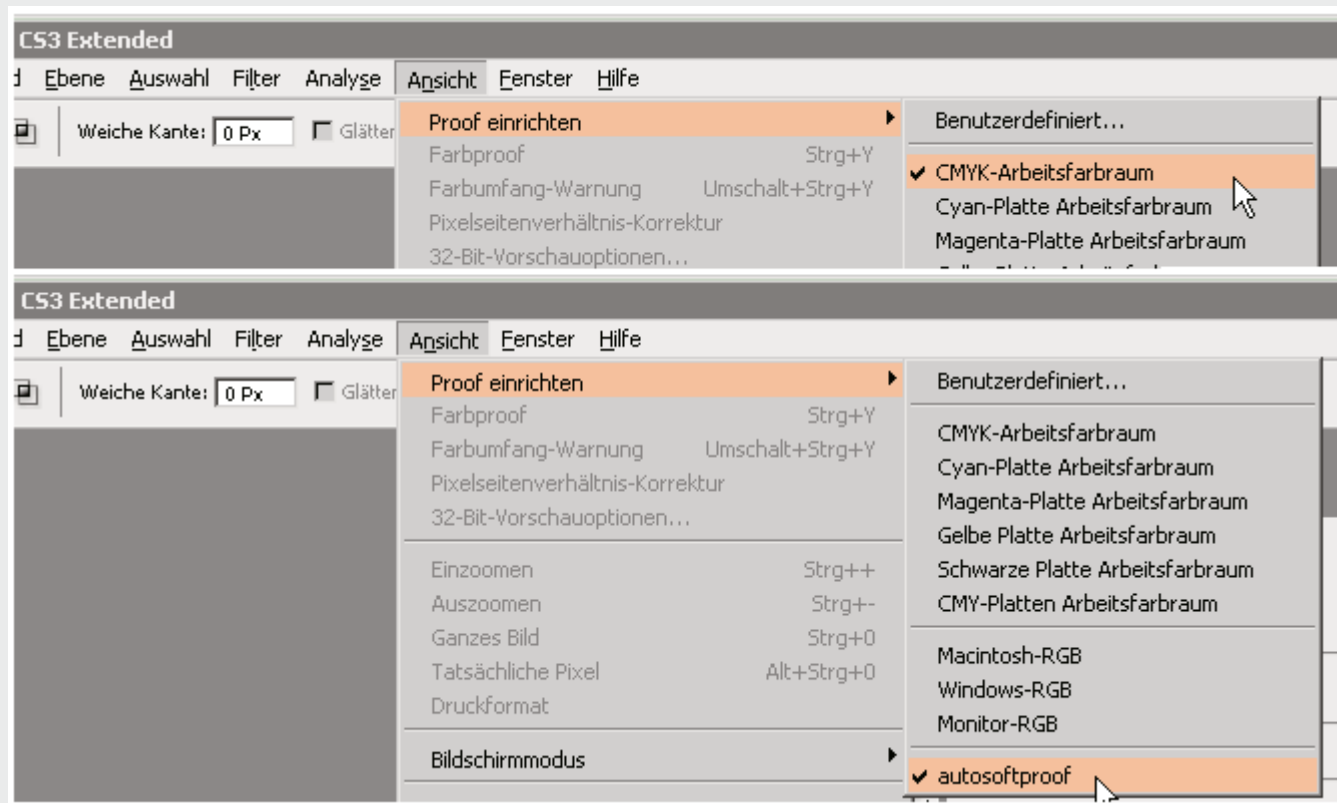 CS3 Extended
Ebene Auswahl Filter Analyse Ansicht Fenster Hilfe
Weiche Kante: 0 Px Glätten
Proof einrichten
Farbproof Strg+Y
Farbumfang-Warnung Umschalt+Strg+Y
Pixelseitenverhältnis-Korrektur
32-Bit-Vorschauoptionen...
Benutzerdefiniert...
CMYK-Arbeitsfarbraum
Cyan-Platte Arbeitsfarbraum
Magenta-Platte Arbeitsfarbraum
CS3 Extended
Ebene Auswahl Filter Analyse Ansicht Fenster Hilfe
Weiche Kante: 0 Px Glätter
Proof einrichten
Farbproof Strg+Y
Farbumfang-Warnung Umschalt+Strg+Y
Pixelseitenverhältnis-Korrektur
32-Bit-Vorschauoptionen...
Einzoomen Strg++
Auszoomen Strg+-
Ganzes Bild Strg+0
Tatsächliche Pixel Alt+Strg+0
Druckformat
Bildschirmmodus
Benutzerdefiniert...
CMYK-Arbeitsfarbraum
Cyan-Platte Arbeitsfarbraum
Magenta-Platte Arbeitsfarbraum
Gelbe Platte Arbeitsfarbraum
Schwarze Platte Arbeitsfarbraum
CMY-Platten Arbeitsfarbraum
Macintosh-RGB
Windows-RGB
Monitor-RGB
autosoftproof